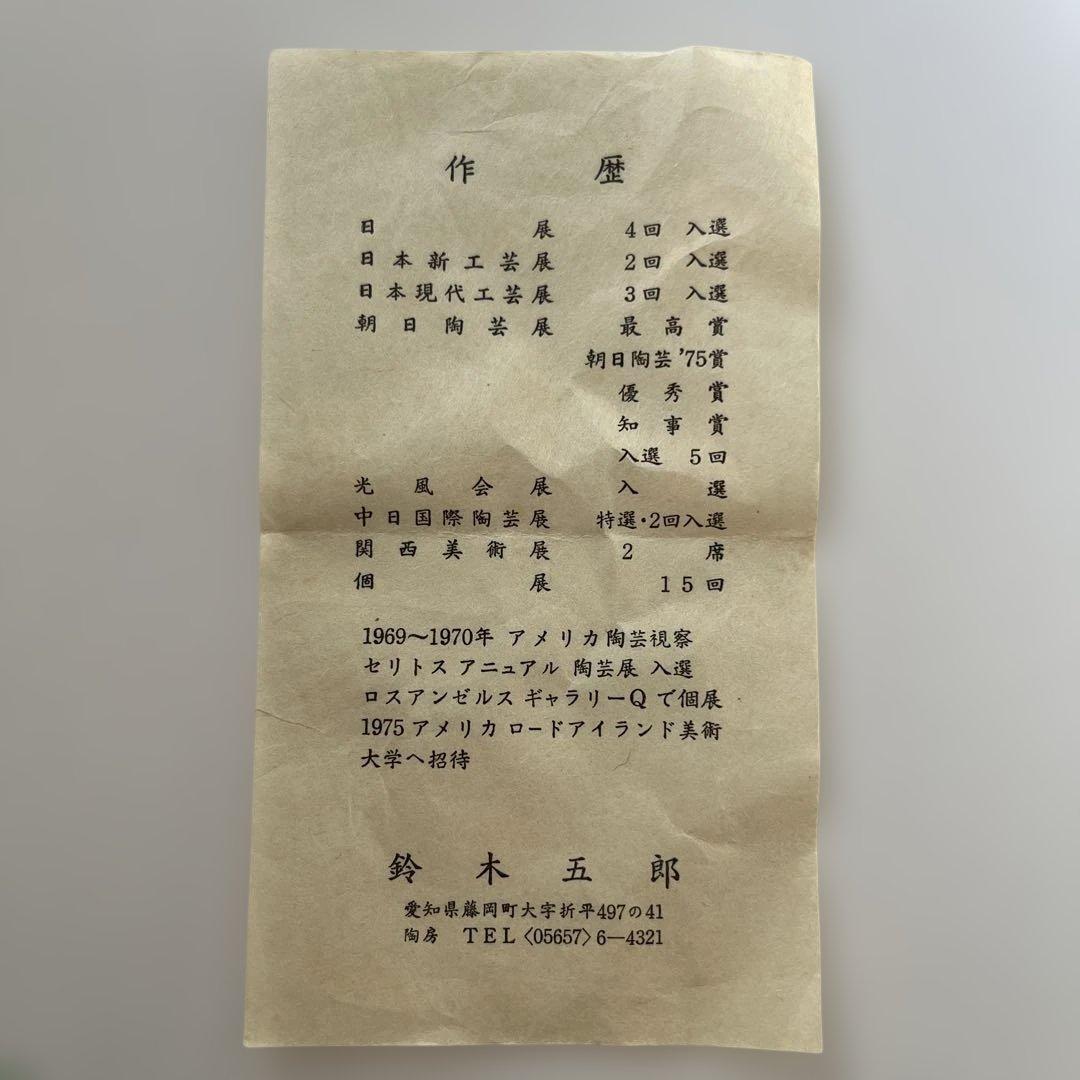 作歴
日展 4回 入選
日本新工芸展 2回 入選
日本現代工芸展 3回 入選
朝日陶芸展 最高賞
朝日陶芸'75賞
優秀賞
知事賞
入選 5回
光風会展 入選
中日国際陶芸展 特選・2回入選
関西美術展 2席
個展 15回
1969〜1970年 アメリカ陶芸視察
セリトス アニュアル 陶芸展 入選
ロスアンゼルス ギャラリーQ で個展
1975 アメリカ ロードアイランド美術
大学へ招待
鈴木五郎
愛知県藤岡町大字折平497の41
陶房 TEL〈05657〉6—4321